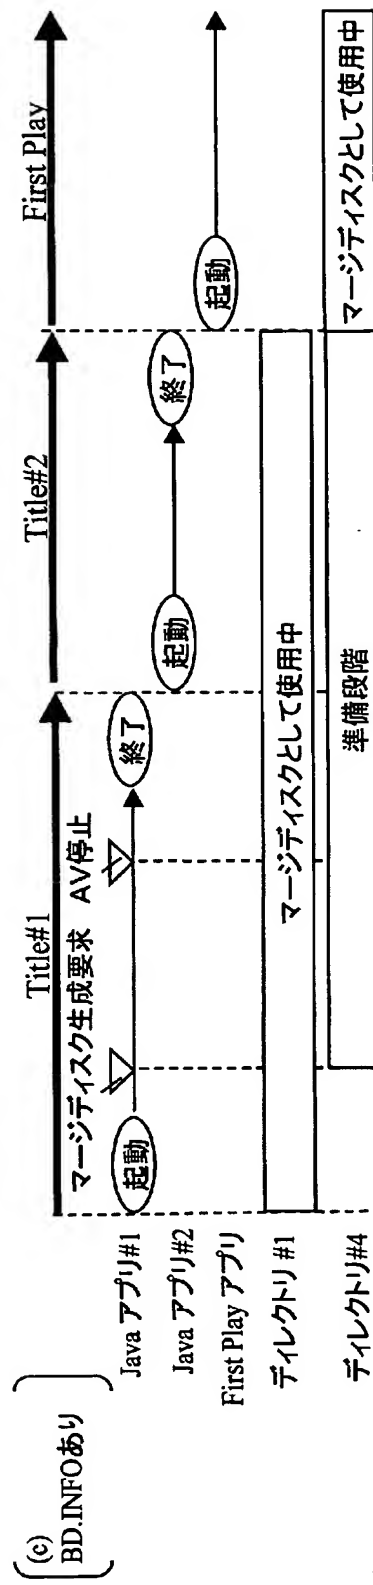 (c)
BD.INFOあり
Title#1
Title#2
First Play
マージディスク生成要求 AV停止
Java アプリ#1
起動
終了
Java アプリ#2
起動
終了
First Play アプリ
起動
ディレクトリ #1
マージディスクとして使用中
ディレクトリ#4
準備段階
マージディスクとして使用中